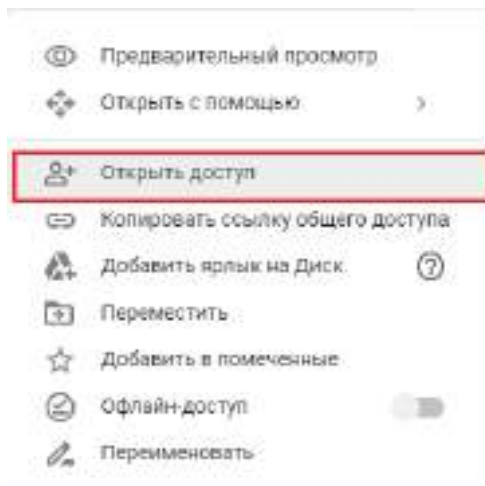 Предварительный просмотр
Открыть с помощью
Открыть доступ
Копировать ссылку общего доступа
Добавить ярлык на Диск
Переместить
Добавить в помеченные
Офлайн-доступ
Переименовать